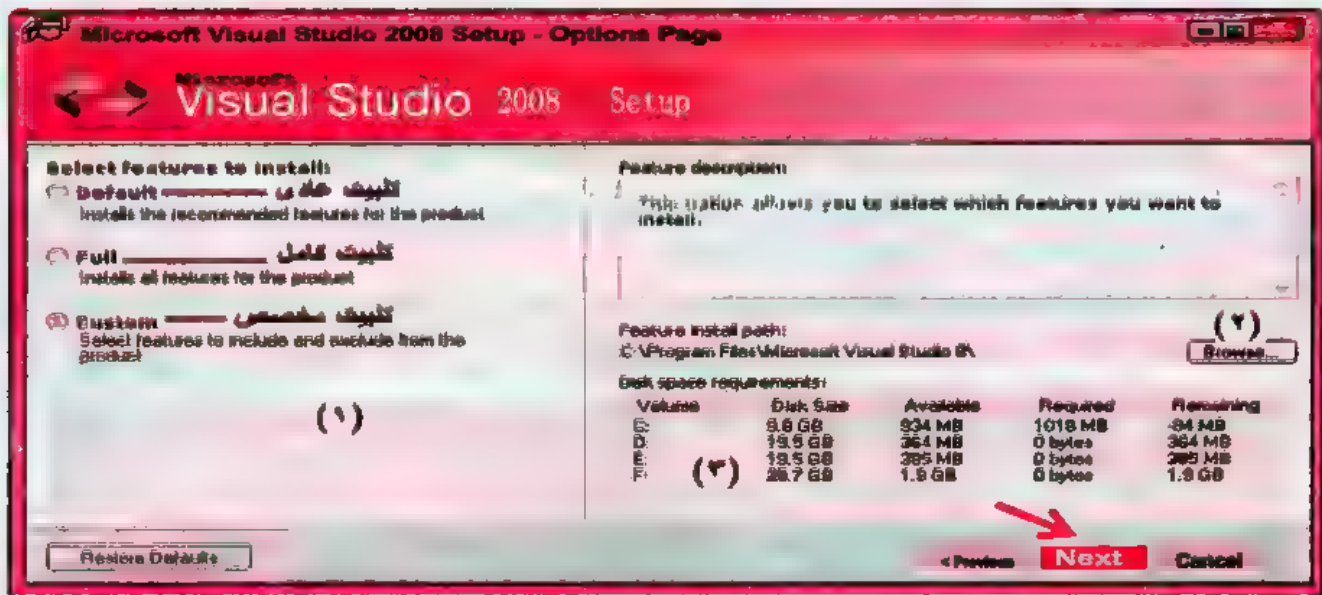 Microsoft Visual Studio 2008 Setup - Options Page
Microsoft
Visual Studio 2008 Setup
Select features to install:
Default تثبيت عادى
Installs the recommended features for the product
Full تثبيت كامل
Installs all features for the product
Custom تثبيت مخصص
Select features to include and exclude from the
product
(١)
Restore Defaults
Feature description:
This option allows you to select which features you want to
install.
Feature install path:
(٢)
C:\Program Files\Microsoft Visual Studio 9\
Browse...
Disk space requirements:
Volume Disk Size Available Required Remaining
C: 9.8 GB 934 MB 1018 MB -84 MB
D: 19.5 GB 364 MB 0 bytes 364 MB
E: 19.5 GB 385 MB 0 bytes 385 MB
F: 26.7 GB 1.9 GB 0 bytes 1.9 GB
(٣)
< Previous Next Cancel